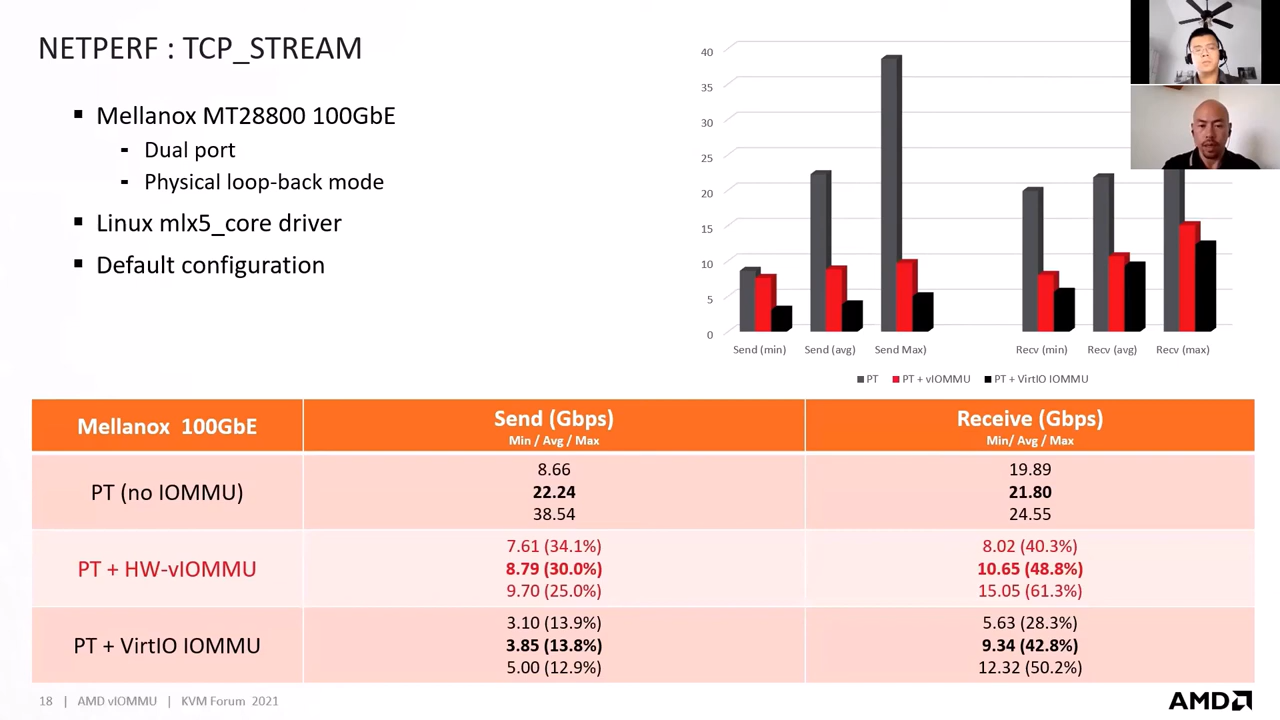 NETPERF : TCP_STREAM
Mellanox MT28800 100GbE
Dual port
Physical loop-back mode
Linux mlx5_core driver
Default configuration
40
35
30
25
20
15
10
5
0
Send (min)
Send (avg)
Send Max)
Recv (min)
Recv (avg)
Recv (max)
PT
PT + vIOMMU
PT + VirtIO IOMMU
Mellanox 100GbE
Send (Gbps)
Min / Avg / Max
Receive (Gbps)
Min/ Avg / Max
PT (no IOMMU)
8.66
22.24
38.54
19.89
21.80
24.55
PT + HW-vIOMMU
7.61 (34.1%)
8.79 (30.0%)
9.70 (25.0%)
8.02 (40.3%)
10.65 (48.8%)
15.05 (61.3%)
PT + VirtIO IOMMU
3.10 (13.9%)
3.85 (13.8%)
5.00 (12.9%)
5.63 (28.3%)
9.34 (42.8%)
12.32 (50.2%)
18 | AMD vIOMMU | KVM Forum 2021
AMD